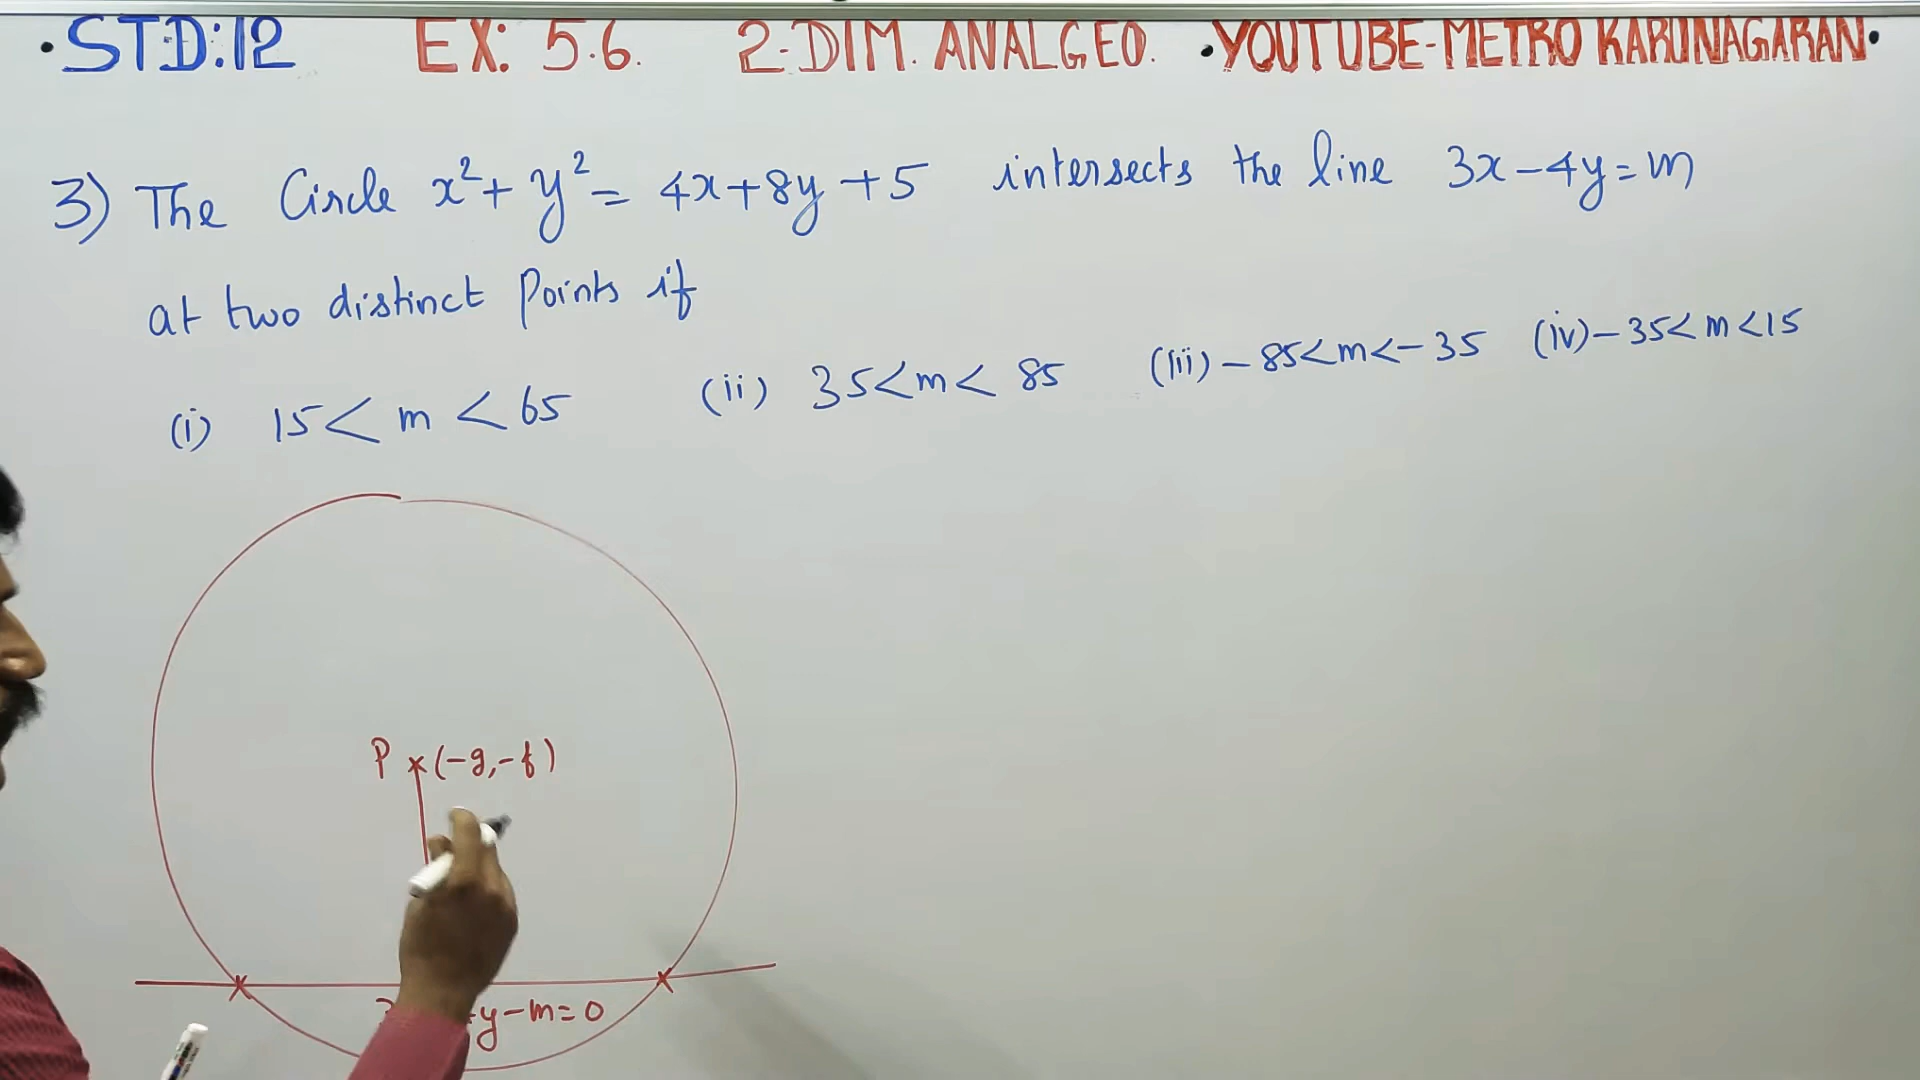 •STD:12 EX: 5.6. 2-DIM. ANALGEO. •YOUTUBE-METRO KARUNAGARAN•
3) The Circle x²+ y² = 4x+8y+5 intersects the line 3x-4y=m
at two distinct Points if
(i) 15< m <65 (ii) 35<m< 85 (iii) -85<m<-35 (iv)-35<m<15
P ×(-g,-f)
y-m=0